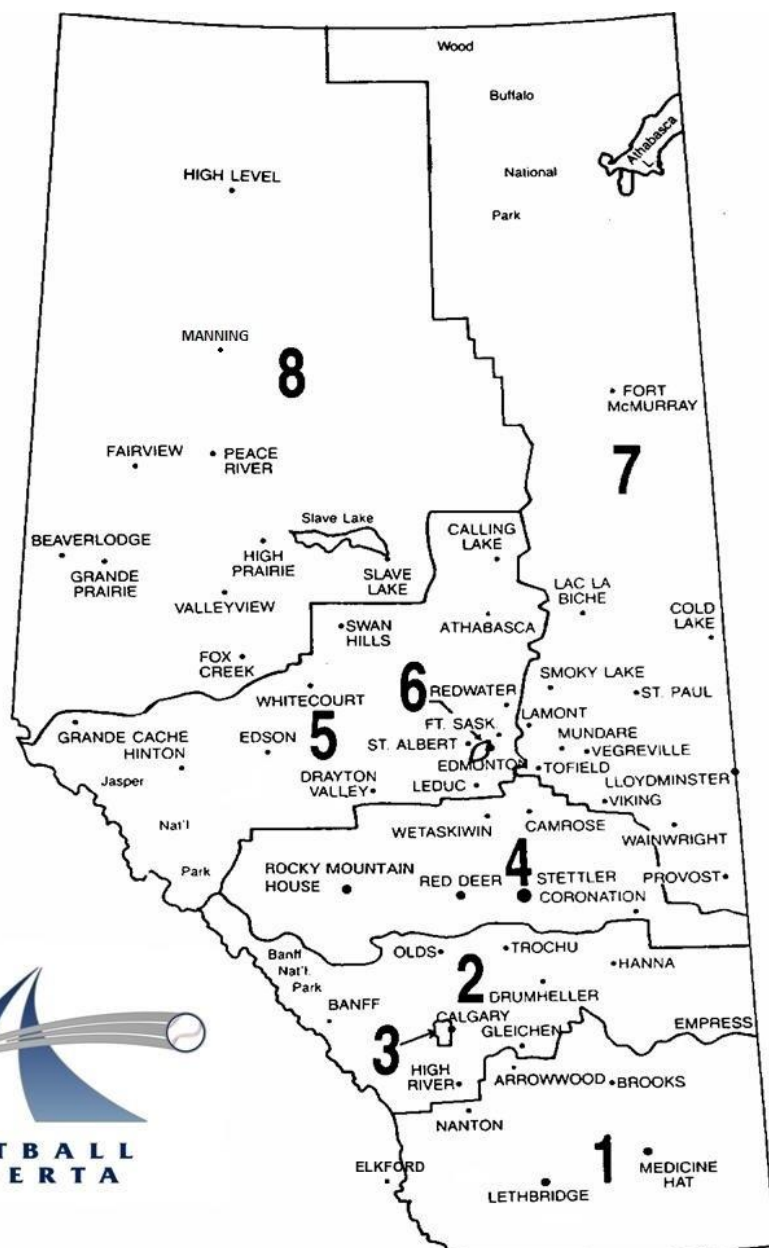 Wood
Buffalo
Athabasca
L.
National
Park
HIGH LEVEL
MANNING
8
FORT
McMURRAY
FAIRVIEW
PEACE
RIVER
7
Slave Lake
BEAVERLODGE
GRANDE
PRAIRIE
HIGH
PRAIRIE
SLAVE
LAKE
CALLING
LAKE
VALLEYVIEW
LAC LA
BICHE
COLD
LAKE
SWAN
HILLS
ATHABASCA
FOX
CREEK
WHITECOURT
6
REDWATER
SMOKY LAKE
ST. PAUL
GRANDE CACHE
HINTON
EDSON
5
FT. SASK.
ST. ALBERT
EDMONTON
LAMONT
MUNDARE
VEGREVILLE
TOFIELD
Jasper
Nat'l
Park
DRAYTON
VALLEY
LEDUC
LLOYDMINSTER
VIKING
WETASKIWIN
CAMROSE
WAINWRIGHT
ROCKY MOUNTAIN
HOUSE
RED DEER
4
STETTLER
CORONATION
PROVOST
Banff
Nat'l.
Park
OLDS
TROCHU
HANNA
2
DRUMHELLER
BANFF
CALGARY
3
GLEICHEN
EMPRESS
HIGH
RIVER
ARROWWOOD
BROOKS
NANTON
TBALL
ERTA
ELKFORD
1
LETHBRIDGE
MEDICINE
HAT